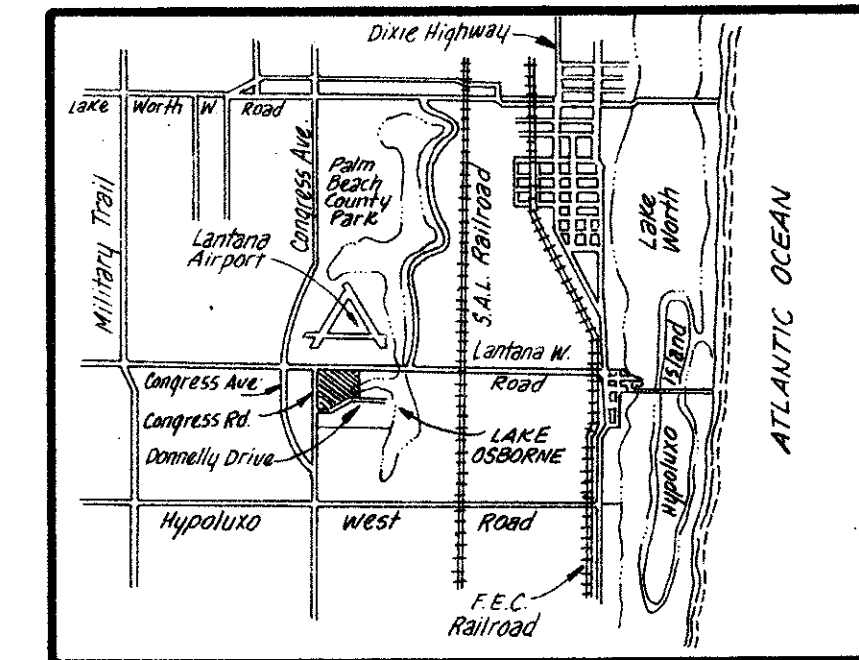 Dixie Highway
Lake Worth W. Road
Military Trail
Congress Ave.
Palm
Beach
County
Park
Lantana
Airport
S.A.L. Railroad
Lake
Worth
ATLANTIC OCEAN
Lantana W.
Road
Congress Ave.
Congress Rd.
Donnelly Drive
LAKE
OSBORNE
Hypoluxo Island
Hypoluxo West Road
F.E.C.
Railroad